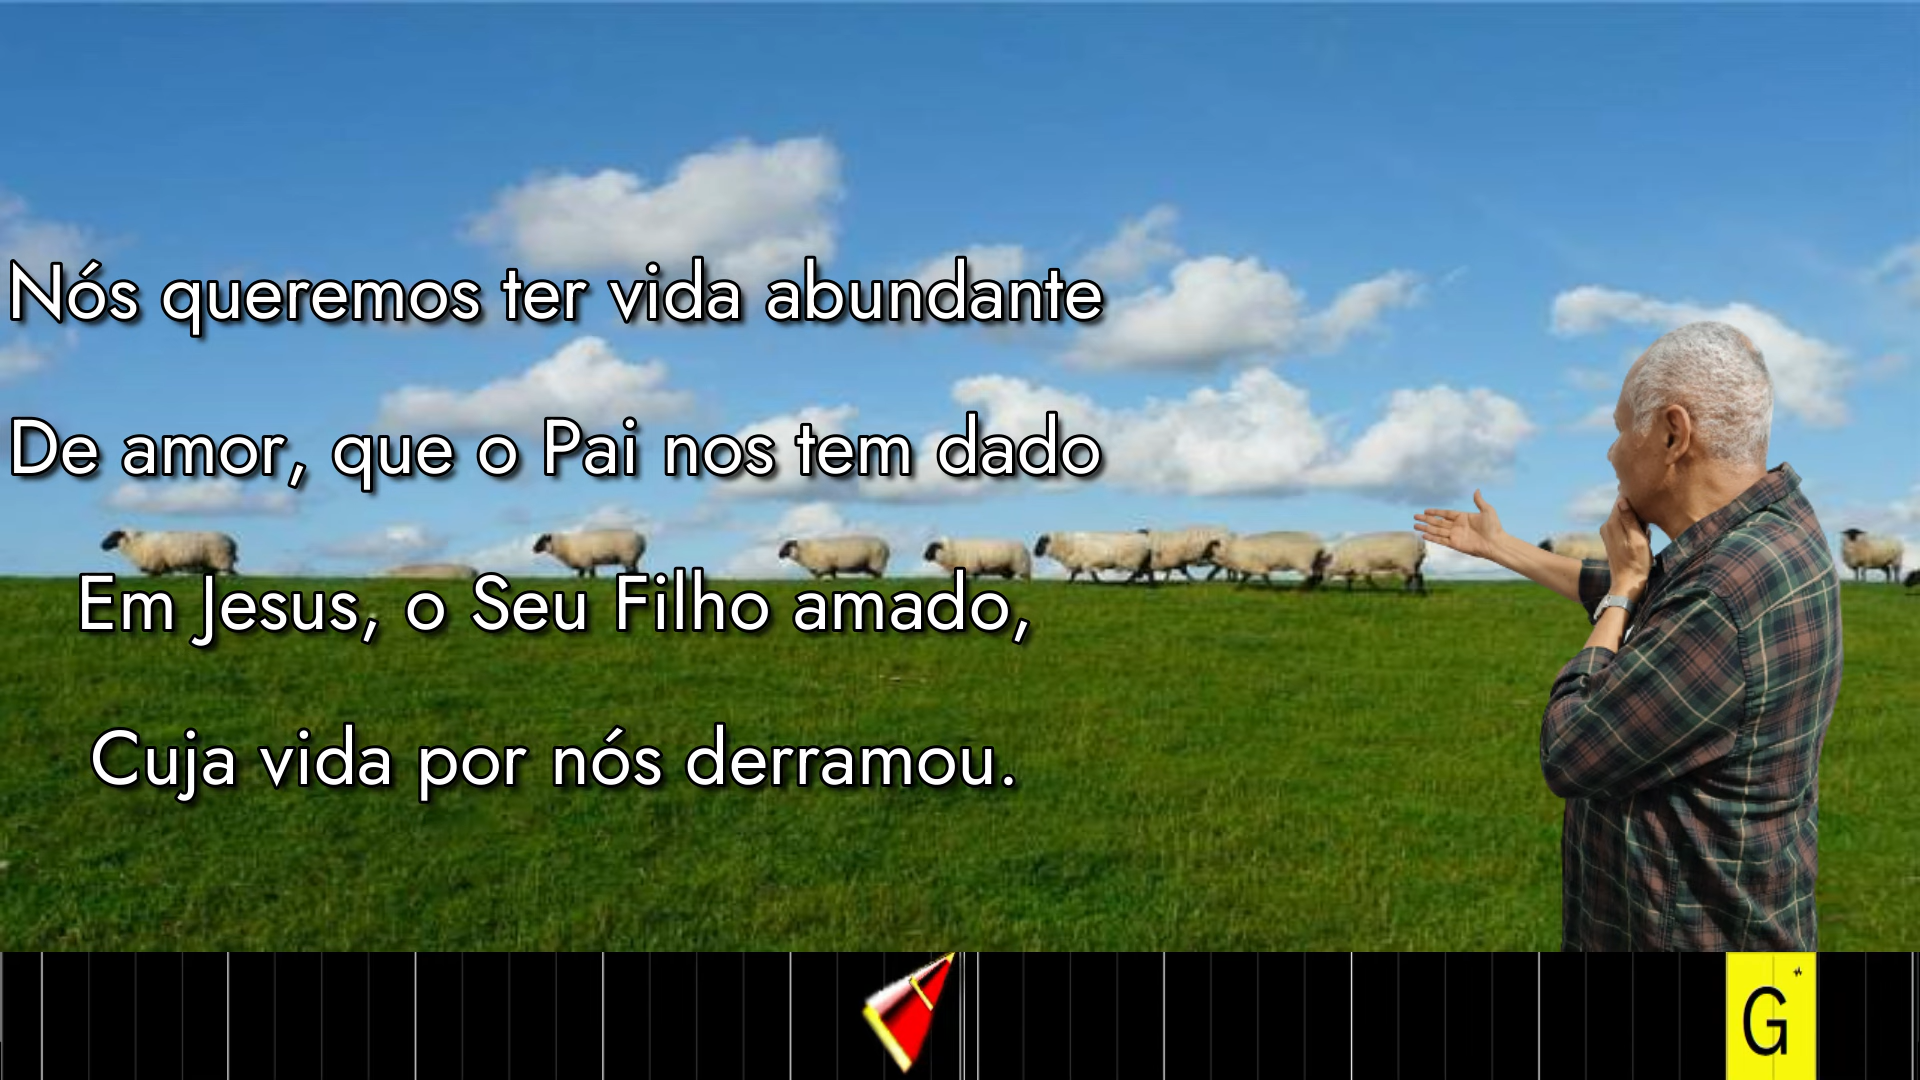 Nós queremos ter vida abundante
De amor, que o Pai nos tem dado
Em Jesus, o Seu Filho amado,
Cuja vida por nós derramou.
G